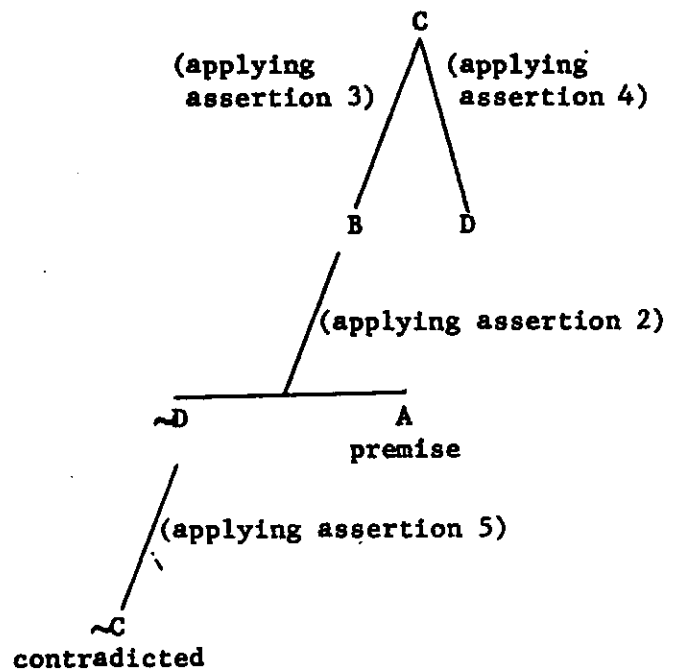 C
(applying
assertion 3)
(applying
assertion 4)
B
D
(applying assertion 2)
~D
A
premise
(applying assertion 5)
~C
contradicted